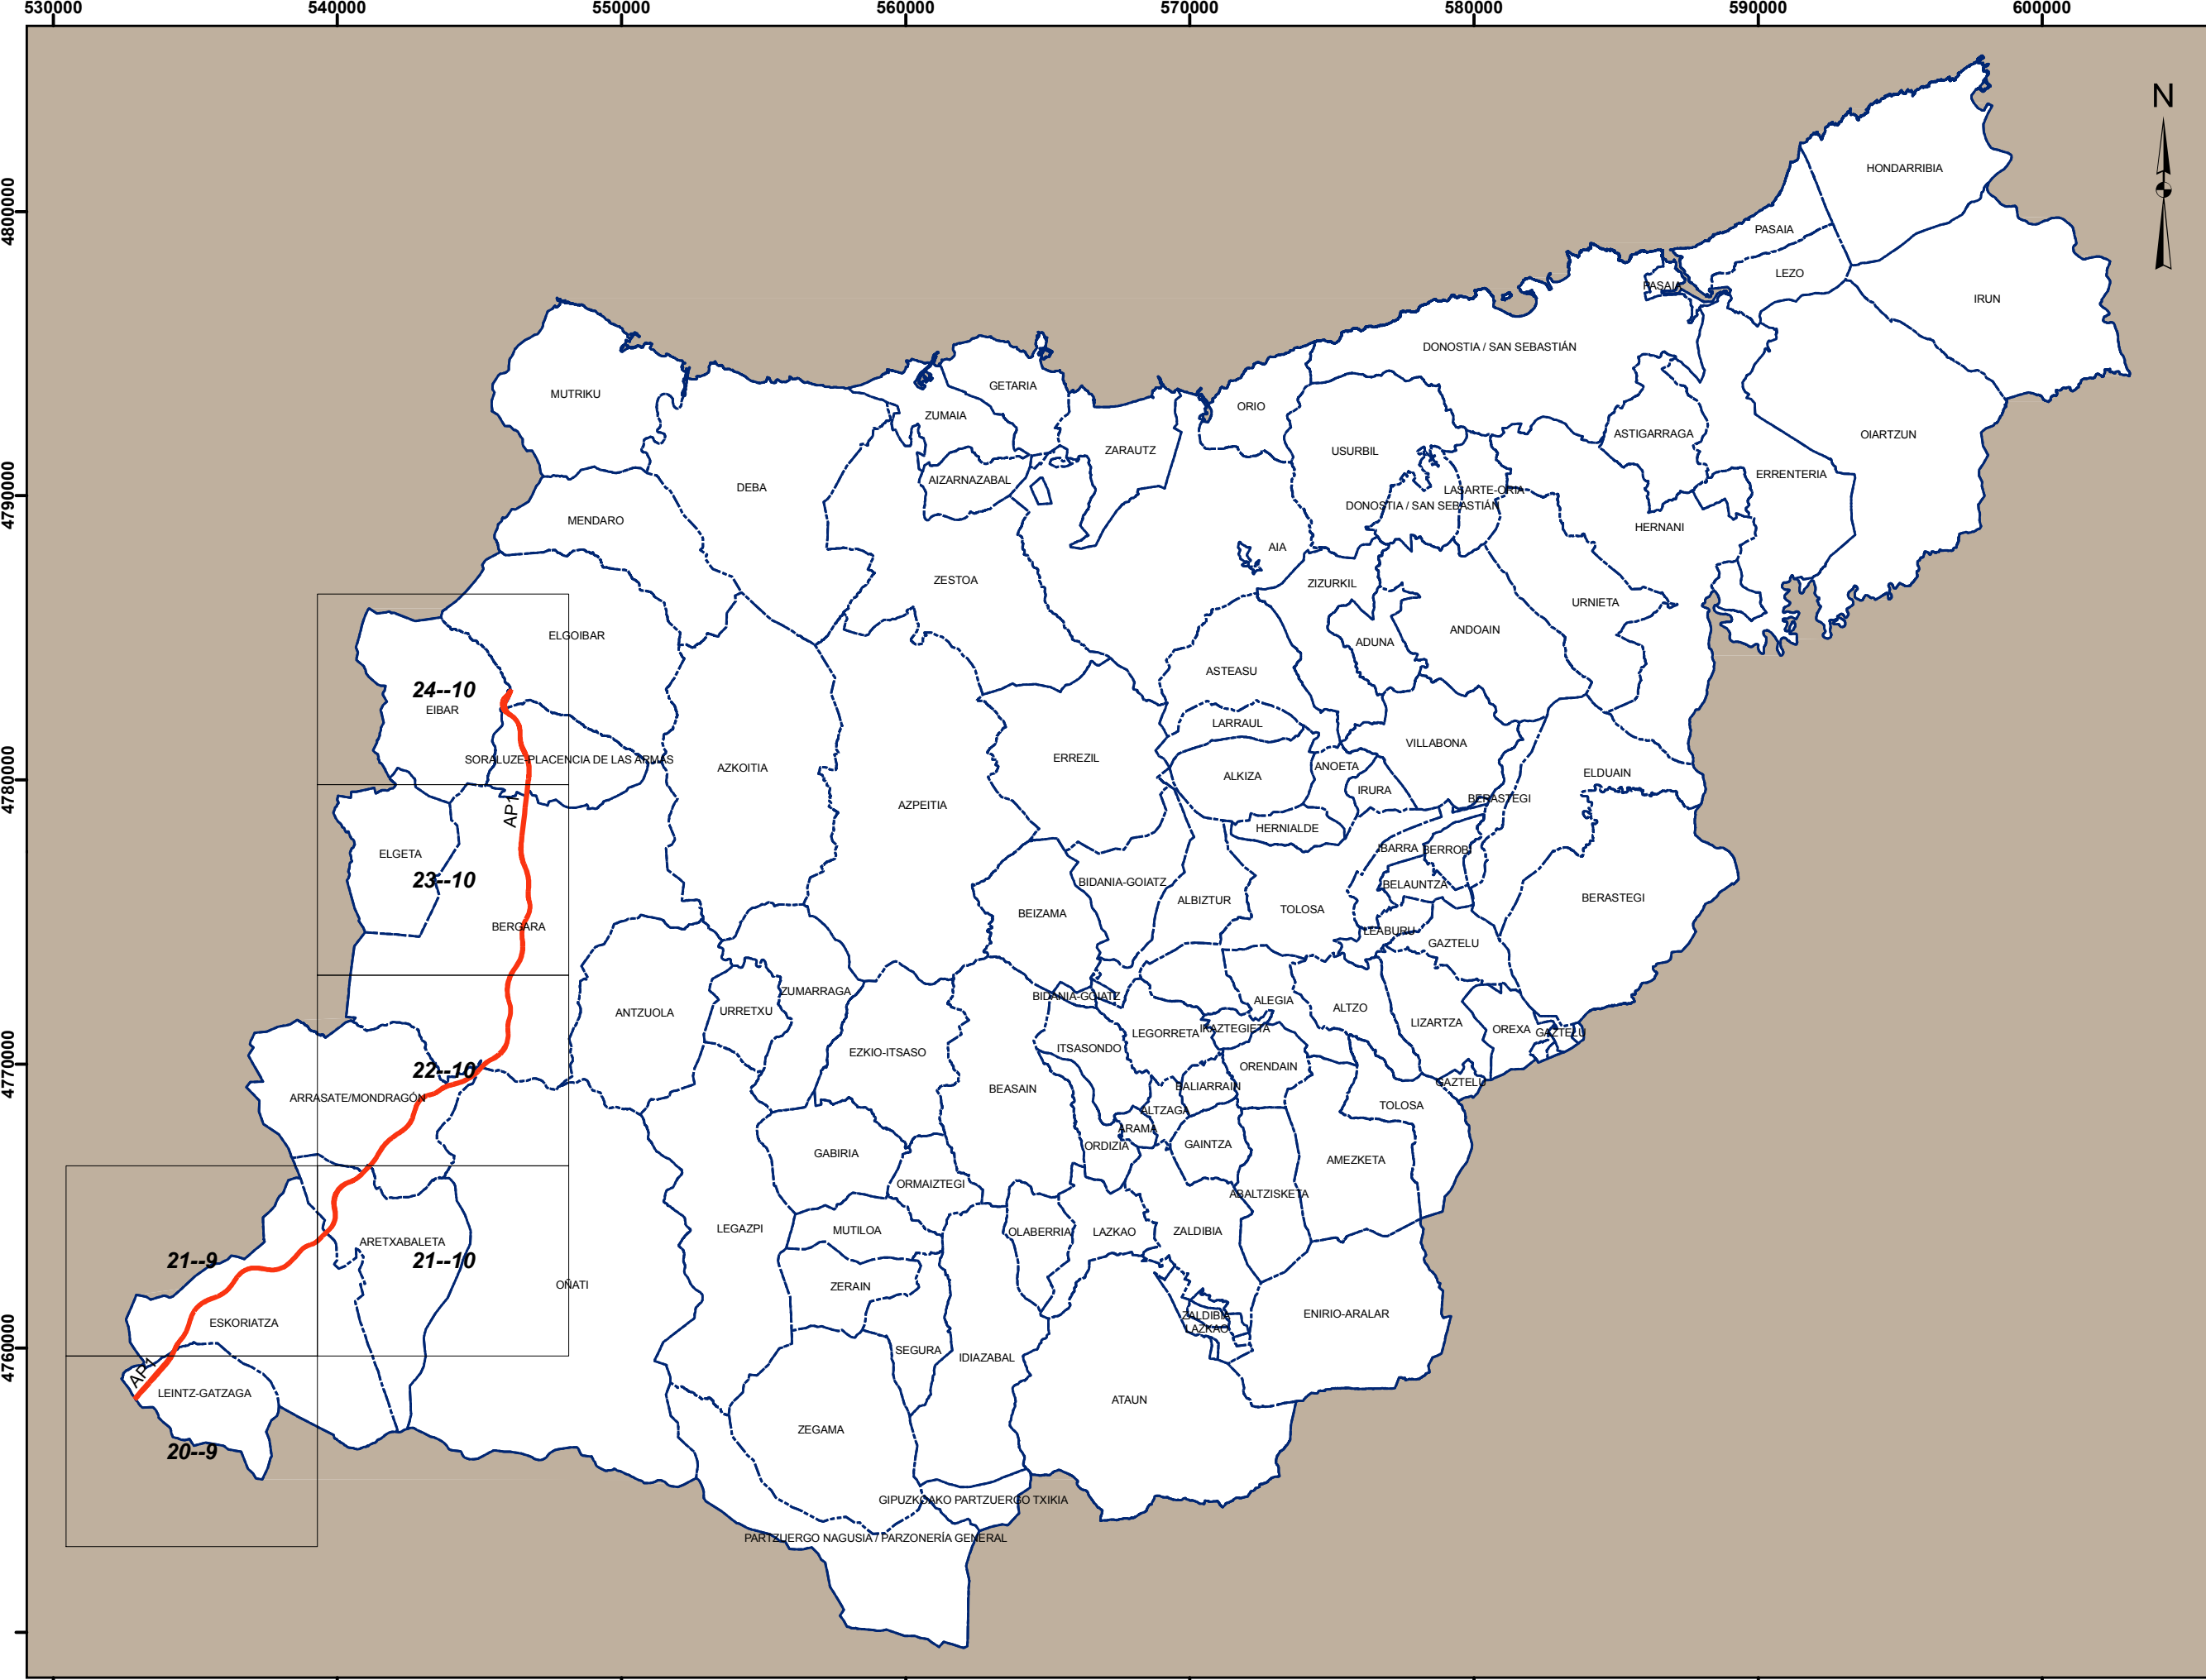 530000
540000
550000
560000
570000
580000
590000
600000
N
4800000
4790000
4780000
4770000
4760000
HONDARRIBIA
PASAIA
LEZO
PASAIA
IRUN
DONOSTIA / SAN SEBASTIÁN
GETARIA
MUTRIKU
ORIO
ZUMAIA
ASTIGARRAGA
OIARTZUN
ZARAUTZ
USURBIL
ERRENTERIA
AIZARNAZABAL
DEBA
LASARTE-ORIA
DONOSTIA / SAN SEBASTIÁN
MENDARO
HERNANI
AIA
ZESTOA
ZIZURKIL
URNIETA
ANDOAIN
ELGOIBAR
ADUNA
ASTEASU
24--10
EIBAR
LARRAUL
VILLABONA
SORALUZE-PLACENCIA DE LAS ARMAS
ERREZIL
ANOETA
AZKOITIA
ALKIZA
ELDUAIN
IRURA
BERASTEGI
AP1
AZPEITIA
HERNIALDE
ELGETA
IBARRA
BERROBI
23--10
BIDANIA-GOIATZ
BELAUNTZA
BERASTEGI
ALBIZTUR
TOLOSA
BEIZAMA
BERGARA
LEABURU
GAZTELU
ZUMARRAGA
BIDANIA-GOIATZ
ALEGIA
ALTZO
ANTZUOLA
URRETXU
LIZARTZA
OREXA
GAZTELU
LEGORRETA
IKAZTEGIETA
ITSASONDO
EZKIO-ITSASO
ORENDAIN
22--10
GAZTELU
BALIARRAIN
BEASAIN
ARRASATE/MONDRAGÓN
TOLOSA
ALTZAGA
ARAMA
ORDIZIA
GAINTZA
GABIRIA
AMEZKETA
ORMAIZTEGI
ABALTZISKETA
LEGAZPI
MUTILOA
OLABERRIA
LAZKAO
ZALDIBIA
ARETXABALETA
21--9
21--10
OÑATI
ZERAIN
ENIRIO-ARALAR
ZALDIBIA
ESKORIATZA
LAZKAO
SEGURA
IDIAZABAL
AP1
LEINTZ-GATZAGA
ATAUN
ZEGAMA
20--9
GIPUZKOAKO PARTZUERGO TXIKIA
PARTZUERGO NAGUSIA / PARZONERÍA GENERAL